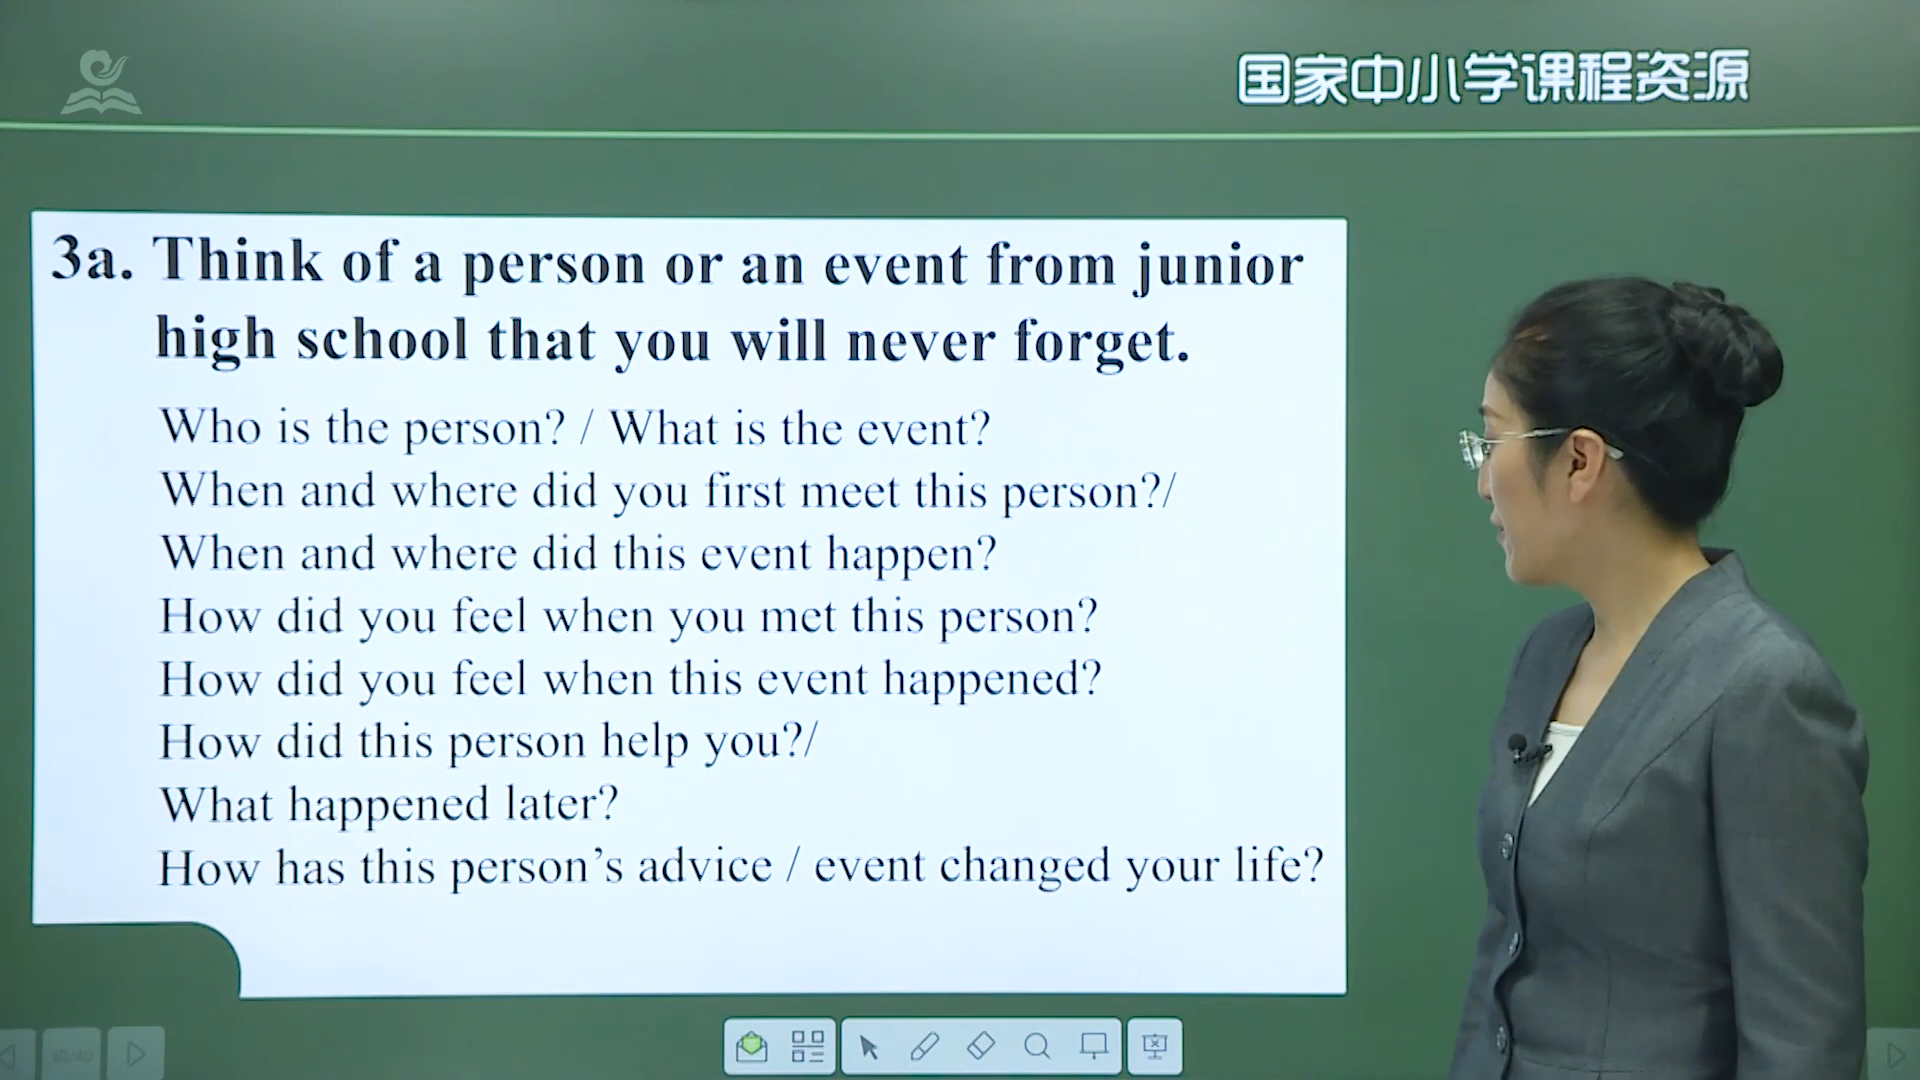 国家中小学课程资源
3a. Think of a person or an event from junior
high school that you will never forget.
Who is the person? / What is the event?
When and where did you first meet this person?/
When and where did this event happen?
How did you feel when you met this person?
How did you feel when this event happened?
How did this person help you?/
What happened later?
How has this person’s advice / event changed your life?